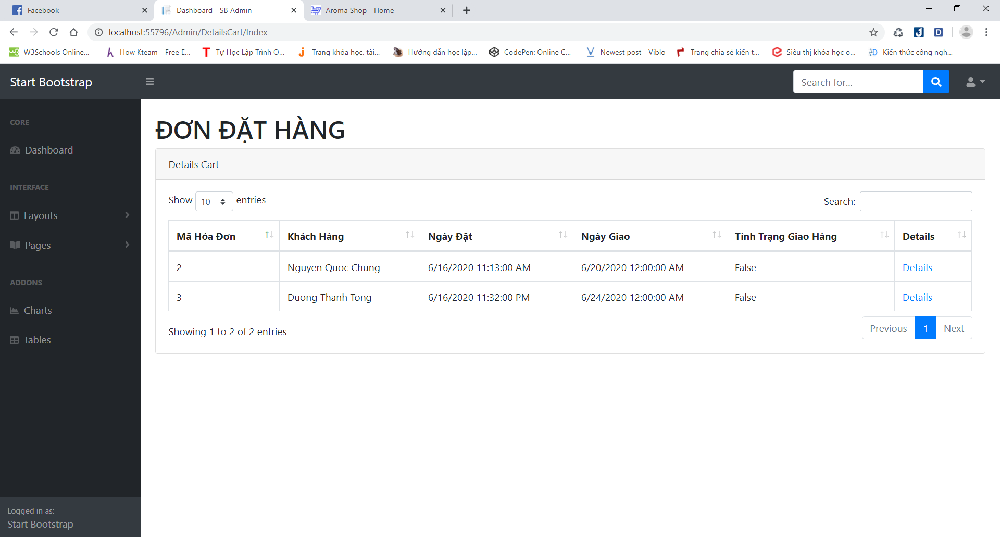 Facebook
Dashboard - SB Admin
Aroma Shop - Home
localhost:55796/Admin/DetailsCart/Index
W3Schools Online...
How Kteam - Free E...
Tự Học Lập Trình O...
Trang khóa học, tài...
Hướng dẫn học lập...
CodePen: Online C...
Newest post - Viblo
Trang chia sẻ kiến t...
Siêu thị khóa học o...
Kiến thức công ngh...
Start Bootstrap
Search for...
CORE
Dashboard
INTERFACE
Layouts
Pages
ADDONS
Charts
Tables
Logged in as:
Start Bootstrap
ĐƠN ĐẶT HÀNG
Details Cart
Show 10 entries
Search:
Mã Hóa Đơn Khách Hàng Ngày Đặt Ngày Giao Tình Trạng Giao Hàng Details
2 Nguyen Quoc Chung 6/16/2020 11:13:00 AM 6/20/2020 12:00:00 AM False Details
3 Duong Thanh Tong 6/16/2020 11:32:00 PM 6/24/2020 12:00:00 AM False Details
Showing 1 to 2 of 2 entries
Previous 1 Next